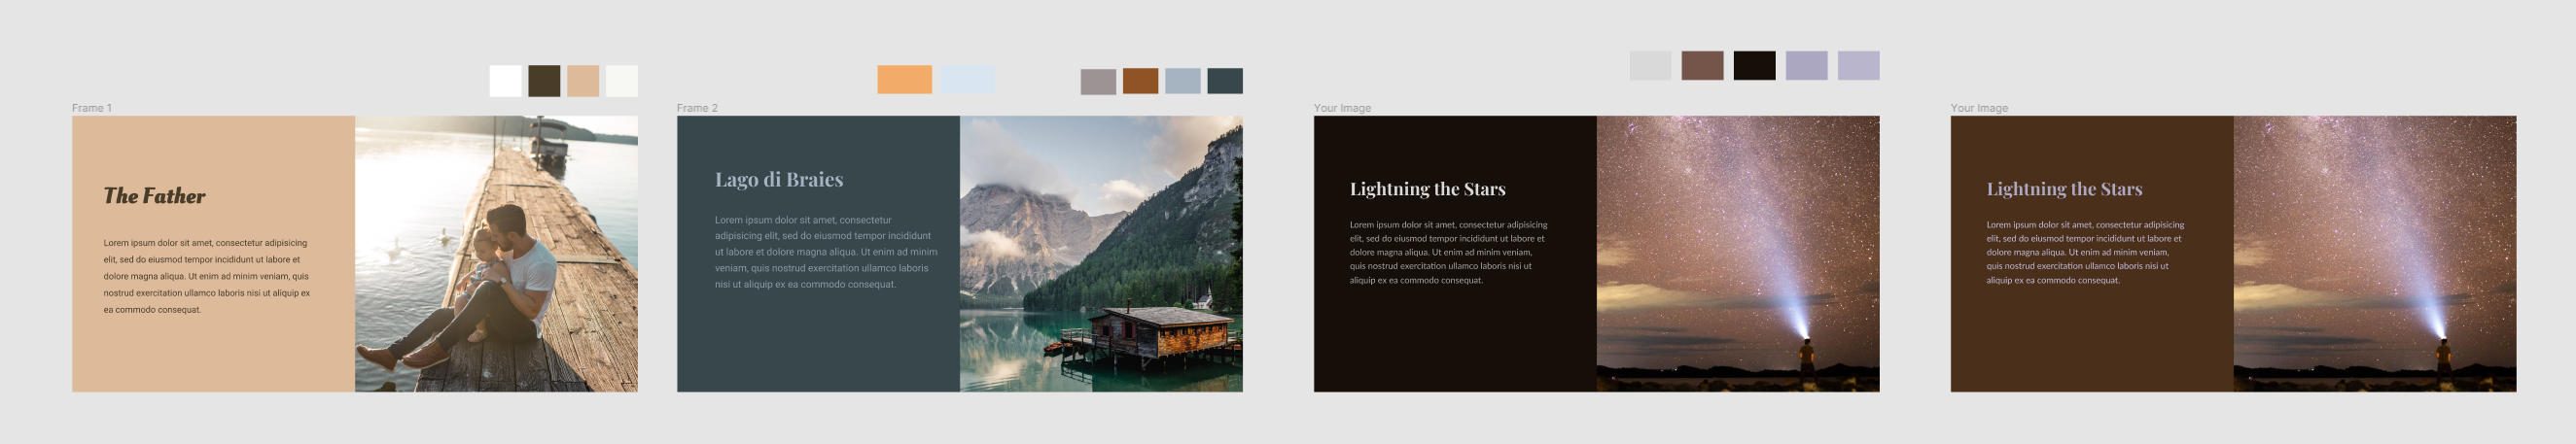 Frame 1
The Father
Lorem ipsum dolor sit amet, consectetur adipisicing
elit, sed do eiusmod tempor incididunt ut labore et
dolore magna aliqua. Ut enim ad minim veniam, quis
nostrud exercitation ullamco laboris nisi ut aliquip ex
ea commodo consequat.
Frame 2
Lago di Braies
Lorem ipsum dolor sit amet, consectetur
adipisicing elit, sed do eiusmod tempor incididunt
ut labore et dolore magna aliqua. Ut enim ad minim
veniam, quis nostrud exercitation ullamco laboris
nisi ut aliquip ex ea commodo consequat.
Your Image
Lightning the Stars
Lorem ipsum dolor sit amet, consectetur adipisicing
elit, sed do eiusmod tempor incididunt ut labore et
dolore magna aliqua. Ut enim ad minim veniam,
quis nostrud exercitation ullamco laboris nisi ut
aliquip ex ea commodo consequat.
Your Image
Lightning the Stars
Lorem ipsum dolor sit amet, consectetur adipisicing
elit, sed do eiusmod tempor incididunt ut labore et
dolore magna aliqua. Ut enim ad minim veniam,
quis nostrud exercitation ullamco laboris nisi ut
aliquip ex ea commodo consequat.